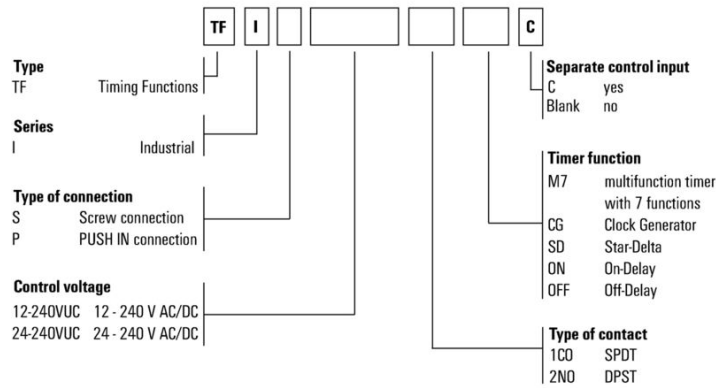 TF I C
Type
TF Timing Functions
Series
I Industrial
Type of connection
S Screw connection
P PUSH IN connection
Control voltage
12-240VUC 12 - 240 V AC/DC
24-240VUC 24 - 240 V AC/DC
Separate control input
C yes
Blank no
Timer function
M7 multifunction timer
with 7 functions
CG Clock Generator
SD Star-Delta
ON On-Delay
OFF Off-Delay
Type of contact
1CO SPDT
2NO DPST